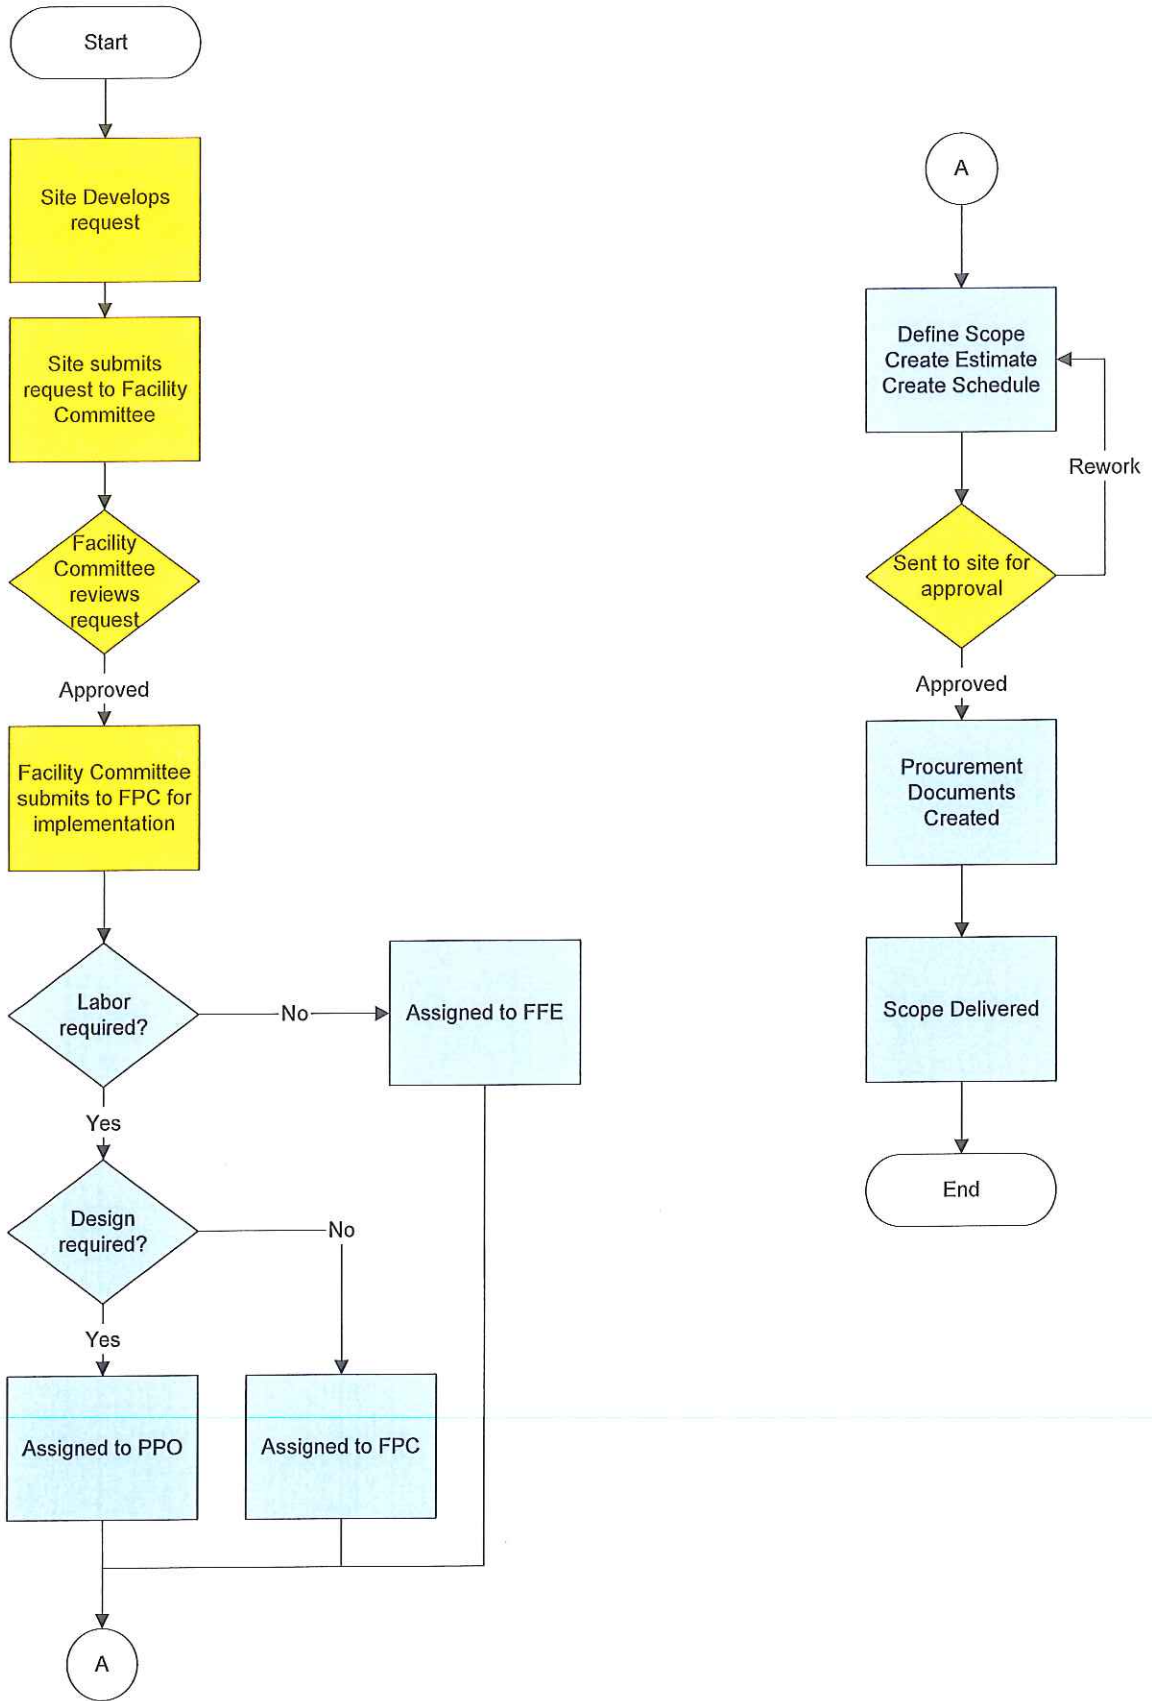 Start
Site Develops
request
Site submits
request to Facility
Committee
Facility
Committee
reviews
request
Approved
Facility Committee
submits to FPC for
implementation
Labor
required?
No
Assigned to FFE
Yes
Design
required?
No
Yes
Assigned to PPO
Assigned to FPC
A
A
Define Scope
Create Estimate
Create Schedule
Rework
Sent to site for
approval
Approved
Procurement
Documents
Created
Scope Delivered
End